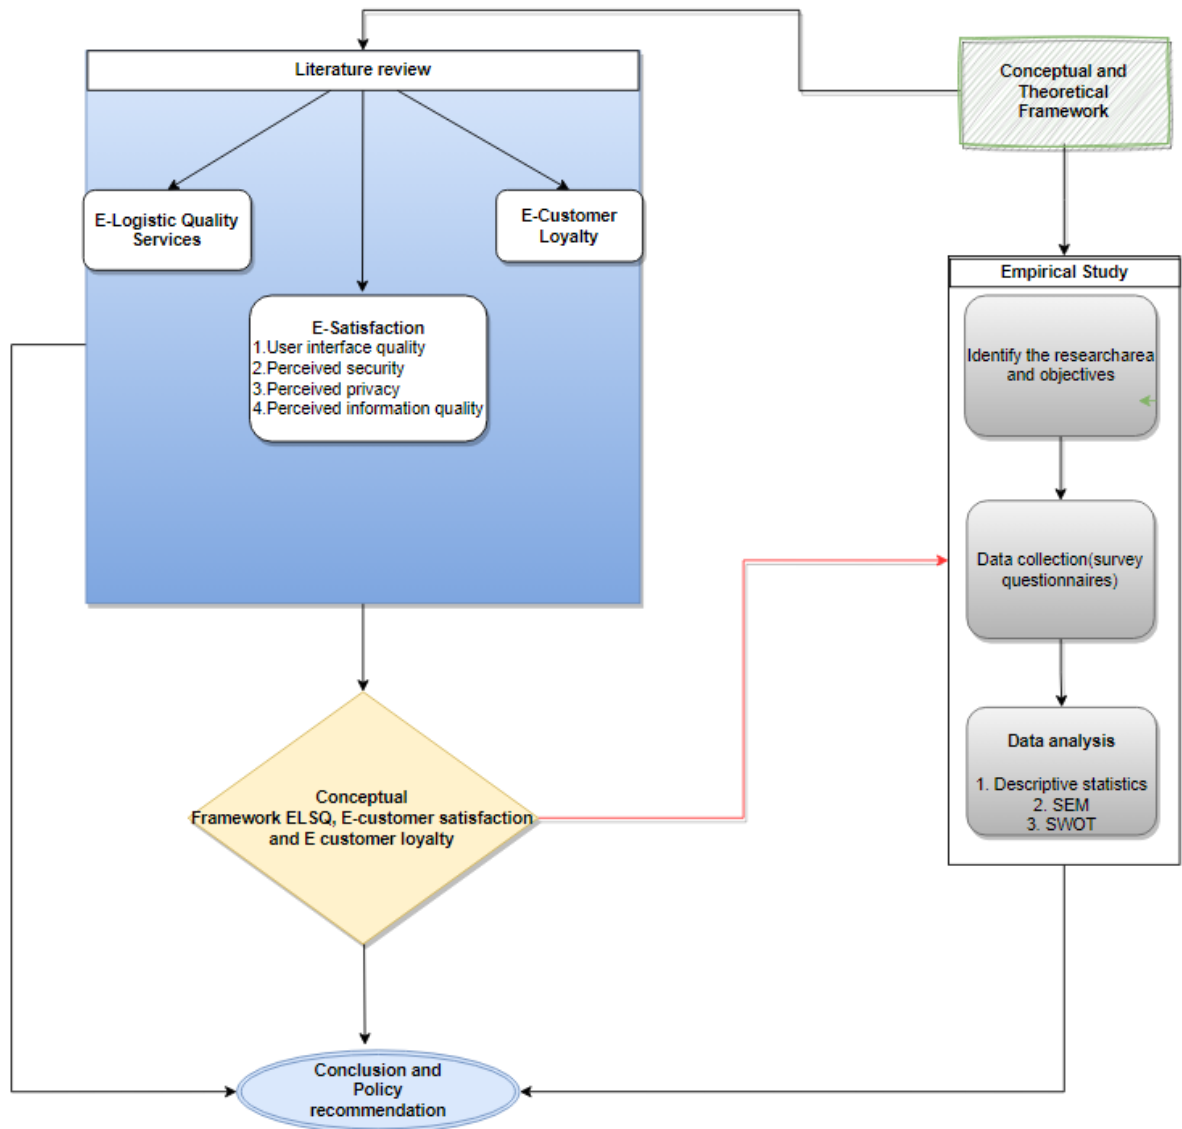 Literature review
Conceptual and
Theoretical
Framework
E-Logistic Quality
Services
E-Customer
Loyalty
E-Satisfaction
1.User interface quality
2.Perceived security
3.Perceived privacy
4.Perceived information quality
Empirical Study
Identify the researcharea
and objectives
Data collection(survey
questionnaires)
Data analysis
1. Descriptive statistics
2. SEM
3. SWOT
Conceptual
Framework ELSQ, E-customer satisfaction
and E customer loyalty
Conclusion and
Policy
recommendation